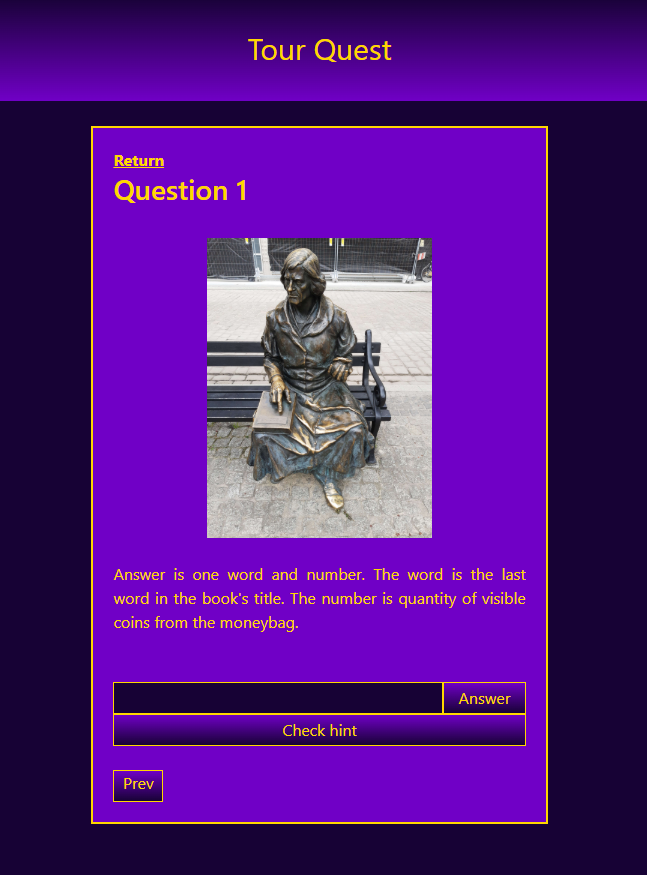 Tour Quest
Return
Question 1
Answer is one word and number. The word is the last
word in the book's title. The number is quantity of visible
coins from the moneybag.
Answer
Check hint
Prev